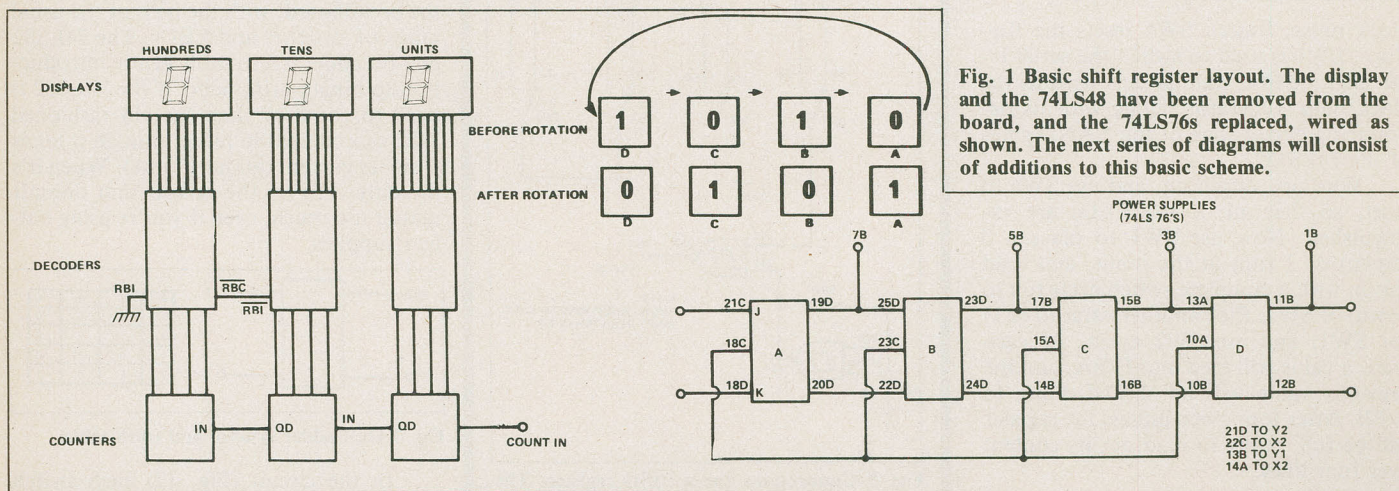 HUNDREDS
TENS
UNITS
DISPLAYS
DECODERS
RBI
RBC
RBI
IN
QD
IN
QD
COUNT IN
COUNTERS
BEFORE ROTATION
1
0
1
0
D
C
B
A
AFTER ROTATION
0
1
0
1
D
C
B
A
Fig. 1 Basic shift register layout. The display
and the 74LS48 have been removed from the
board, and the 74LS76s replaced, wired as
shown. The next series of diagrams will consist
of additions to this basic scheme.
POWER SUPPLIES
(74LS 76'S)
7B
5B
3B
1B
21C
J
19D
25D
23D
17B
15B
13A
11B
18C
A
23C
B
15A
C
10A
D
18D
K
20D
22D
24D
14B
16B
10B
12B
21D TO Y2
22C TO X2
13B TO Y1
14A TO X2